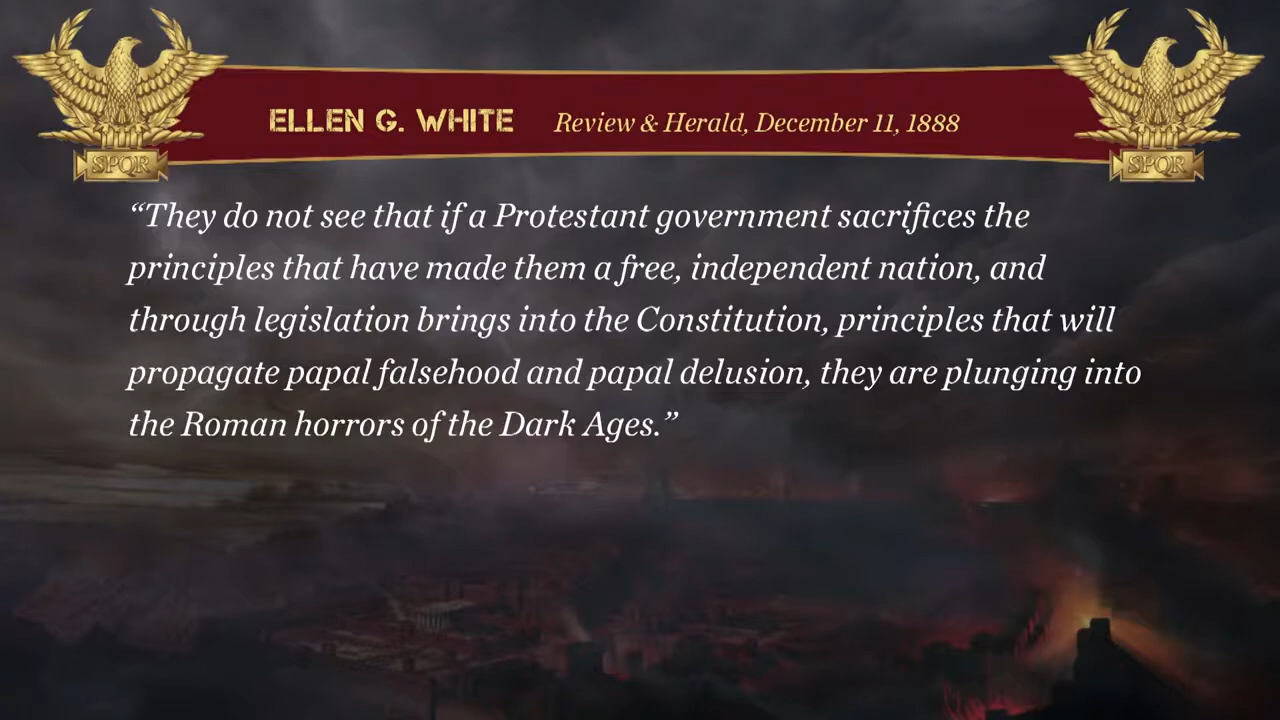 ELLEN G. WHITE Review & Herald, December 11, 1888
SPQR SPQR
“They do not see that if a Protestant government sacrifices the
principles that have made them a free, independent nation, and
through legislation brings into the Constitution, principles that will
propagate papal falsehood and papal delusion, they are plunging into
the Roman horrors of the Dark Ages.”